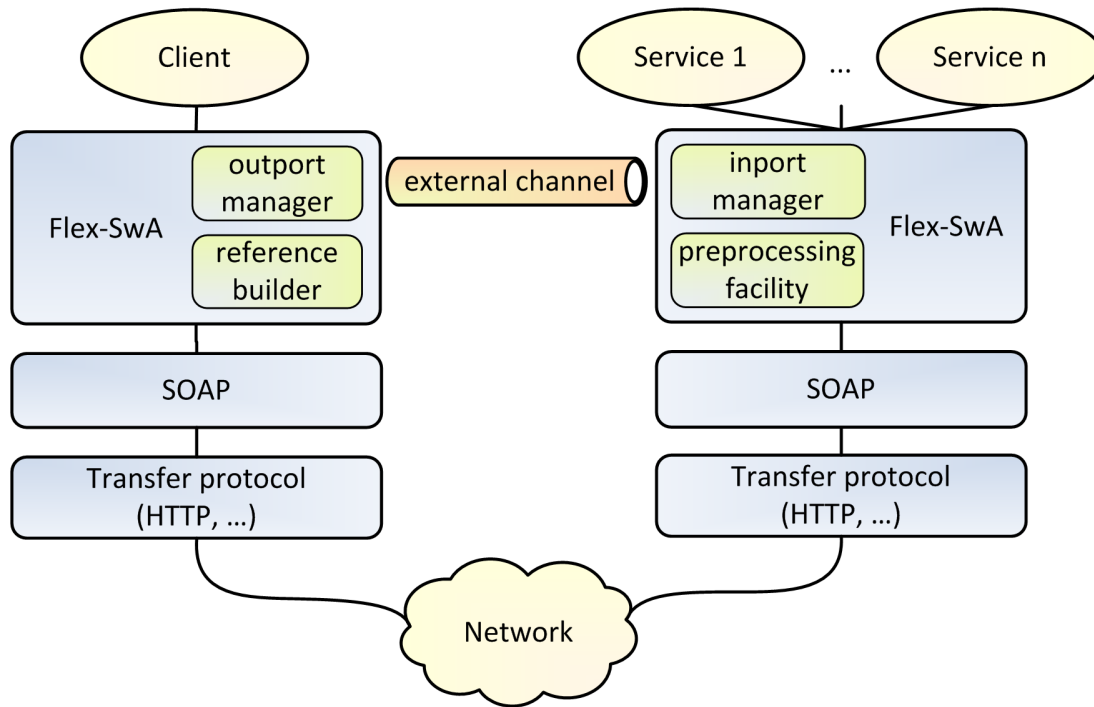 Client
Service 1
...
Service n
Flex-SwA
outport
manager
reference
builder
external channel
inport
manager
preprocessing
facility
Flex-SwA
SOAP
SOAP
Transfer protocol
(HTTP, ...)
Transfer protocol
(HTTP, ...)
Network